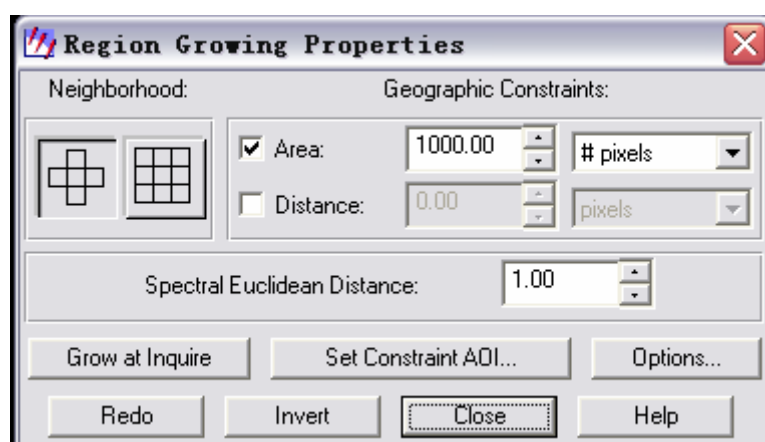 Region Growing Properties
Neighborhood: Geographic Constraints:
Area: 1000.00 # pixels
Distance: 0.00 pixels
Spectral Euclidean Distance: 1.00
Grow at Inquire Set Constraint AOI... Options...
Redo Invert Close Help